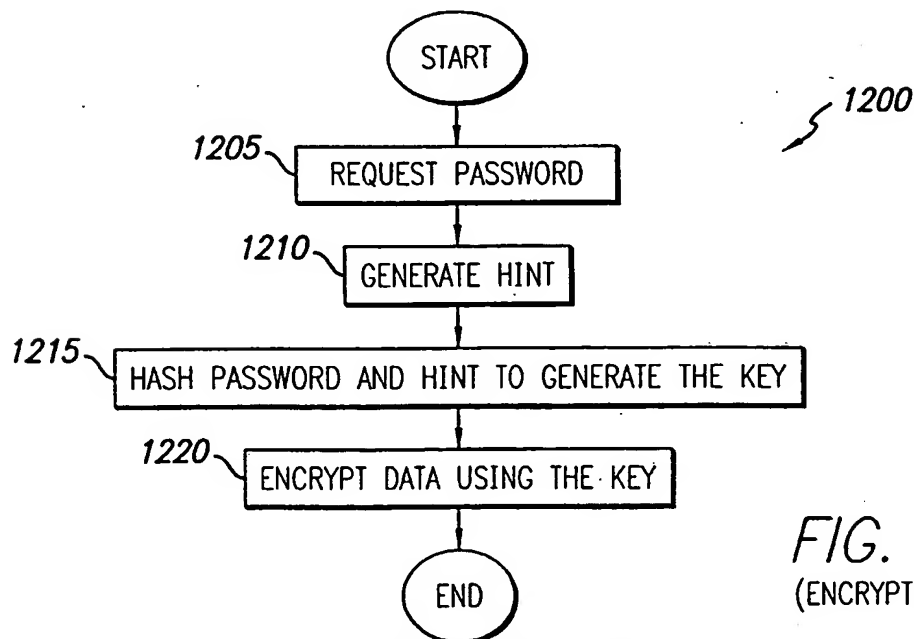 START
1200
1205
REQUEST PASSWORD
1210
GENERATE HINT
1215
HASH PASSWORD AND HINT TO GENERATE THE KEY
1220
ENCRYPT DATA USING THE KEY
END
FIG.
(ENCRYPT